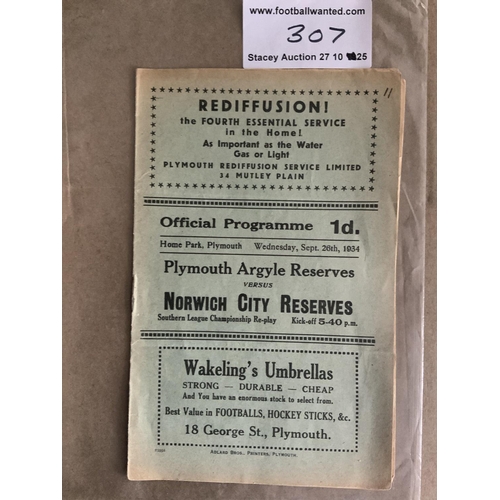 www.footballwanted.com
307
Stacey Auction 27 10 25
11
REDIFFUSION!
the FOURTH ESSENTIAL SERVICE
in the Home!
As Important as the Water
Gas or Light
PLYMOUTH REDIFFUSION SERVICE LIMITED
34 MUTLEY PLAIN
Official Programme 1d.
Home Park, Plymouth Wednesday, Sept. 26th, 1934
Plymouth Argyle Reserves
VERSUS
NORWICH CITY RESERVES
Southern League Championship Re-play Kick-off 5-40 p.m.
Wakeling's Umbrellas
STRONG — DURABLE — CHEAP
And You have an enormous stock to select from.
Best Value in FOOTBALLS, HOCKEY STICKS, &c.
18 George St., Plymouth.
ADLARD BROS., PRINTERS, PLYMOUTH.